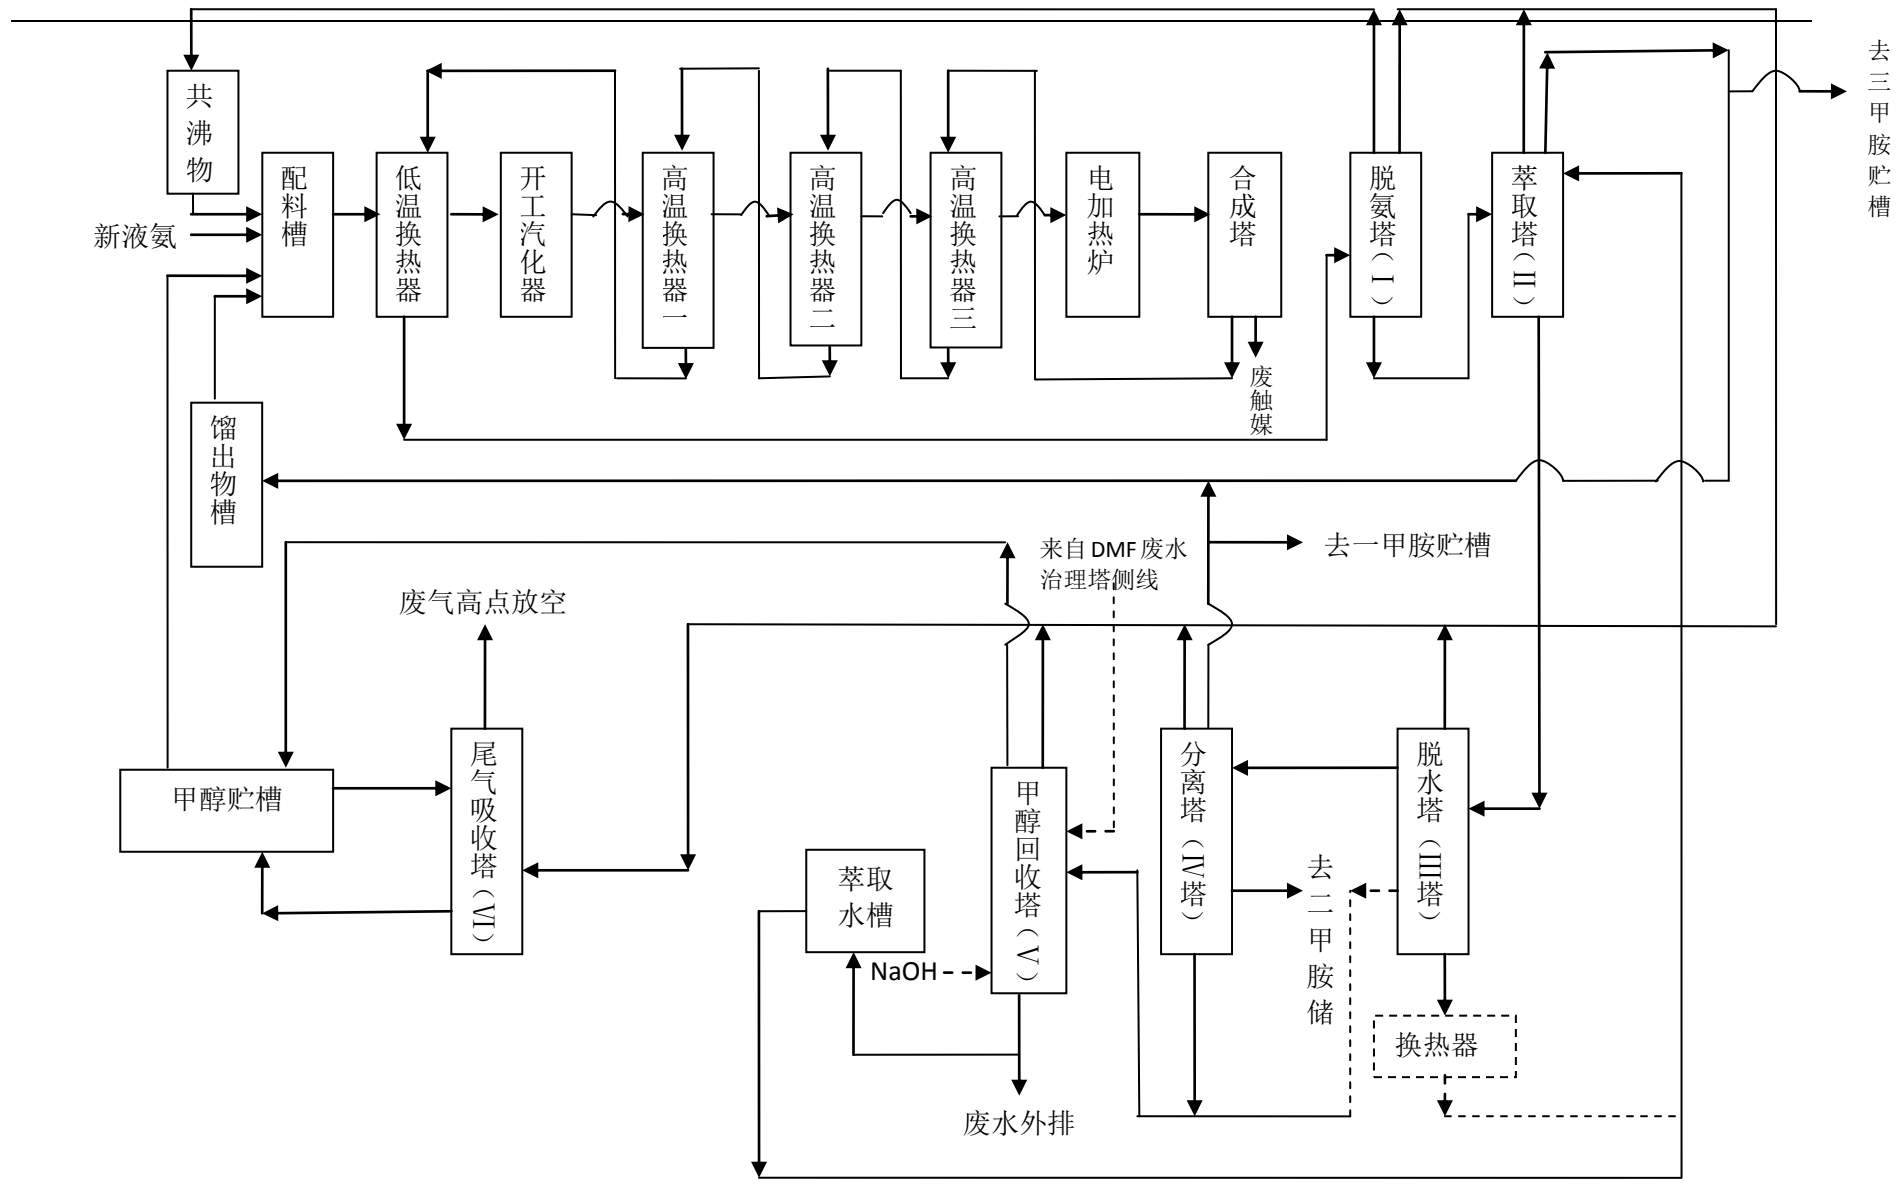 共沸物
新液氨
配料槽
低温换热器
开工汽化器
高温换热器一
高温换热器二
高温换热器三
电加热炉
合成塔
脱氨塔（I）
萃取塔（II）
去三甲胺贮槽
废触媒
馏出物槽
来自 DMF 废水
治理塔侧线
去一甲胺贮槽
废气高点放空
甲醇贮槽
尾气吸收塔（VI）
萃取
水槽
NaOH
甲醇回收塔（V）
分离塔（IV塔）
去二甲胺储
脱水塔（III塔）
换热器
废水外排